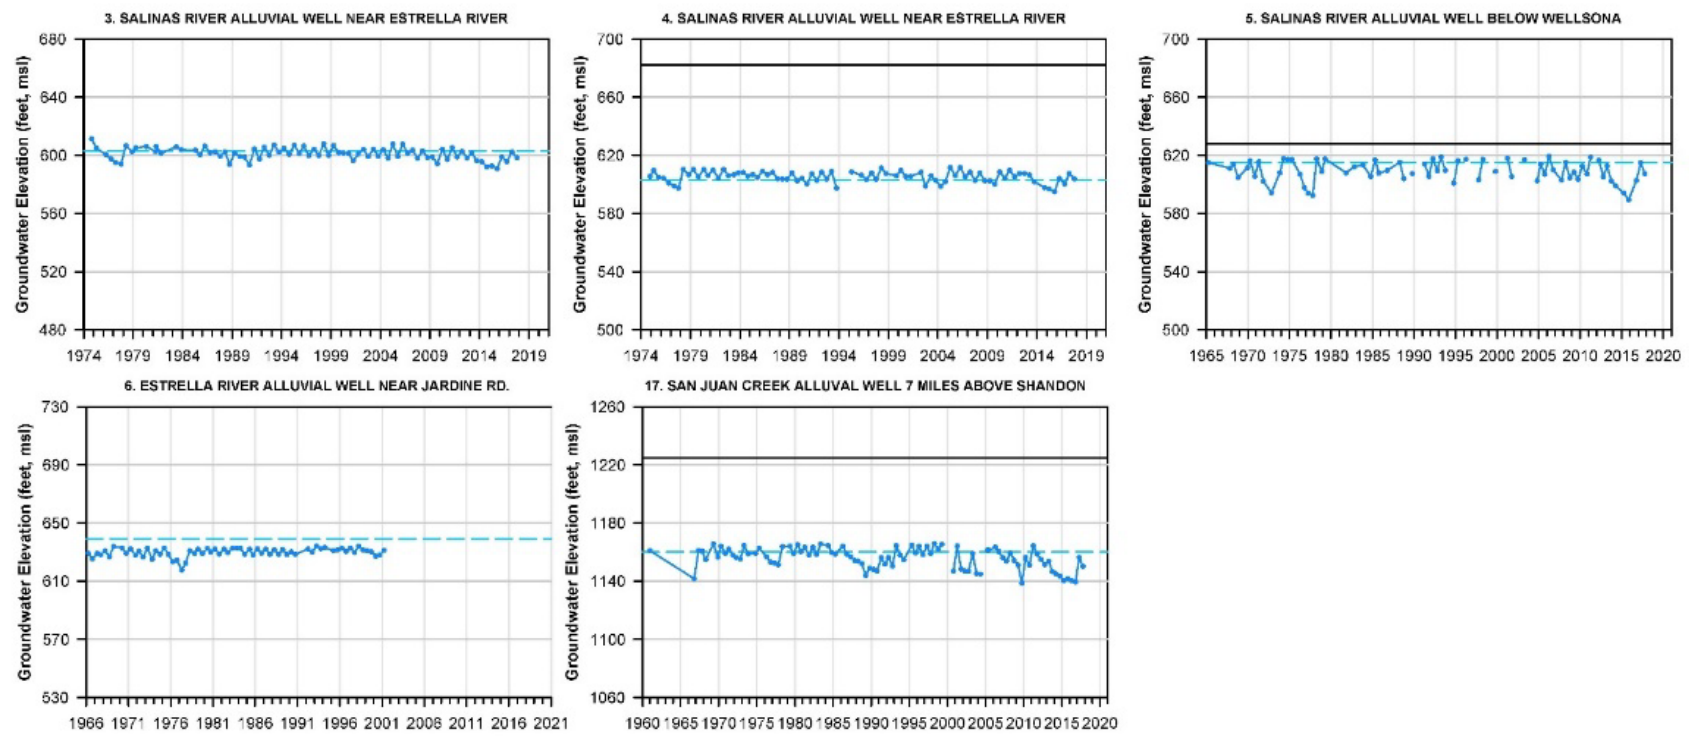 3. SALINAS RIVER ALLUVIAL WELL NEAR ESTRELLA RIVER
Groundwater Elevation (feet, msl)
680
640
600
560
520
480
1974 1979 1984 1989 1994 1999 2004 2009 2014 2019
4. SALINAS RIVER ALLUVIAL WELL NEAR ESTRELLA RIVER
Groundwater Elevation (feet, msl)
700
660
620
580
540
500
1974 1979 1984 1989 1994 1999 2004 2009 2014 2019
5. SALINAS RIVER ALLUVIAL WELL BELOW WELLSONA
Groundwater Elevation (feet, msl)
700
660
620
580
540
500
1965 1970 1975 1980 1985 1990 1995 2000 2005 2010 2015 2020
6. ESTRELLA RIVER ALLUVIAL WELL NEAR JARDINE RD.
Groundwater Elevation (feet, msl)
730
690
650
610
570
530
1966 1971 1976 1981 1986 1991 1996 2001 2006 2011 2016 2021
17. SAN JUAN CREEK ALLUVAL WELL 7 MILES ABOVE SHANDON
Groundwater Elevation (feet, msl)
1260
1220
1180
1140
1100
1060
1960 1965 1970 1975 1980 1985 1990 1995 2000 2005 2010 2015 2020